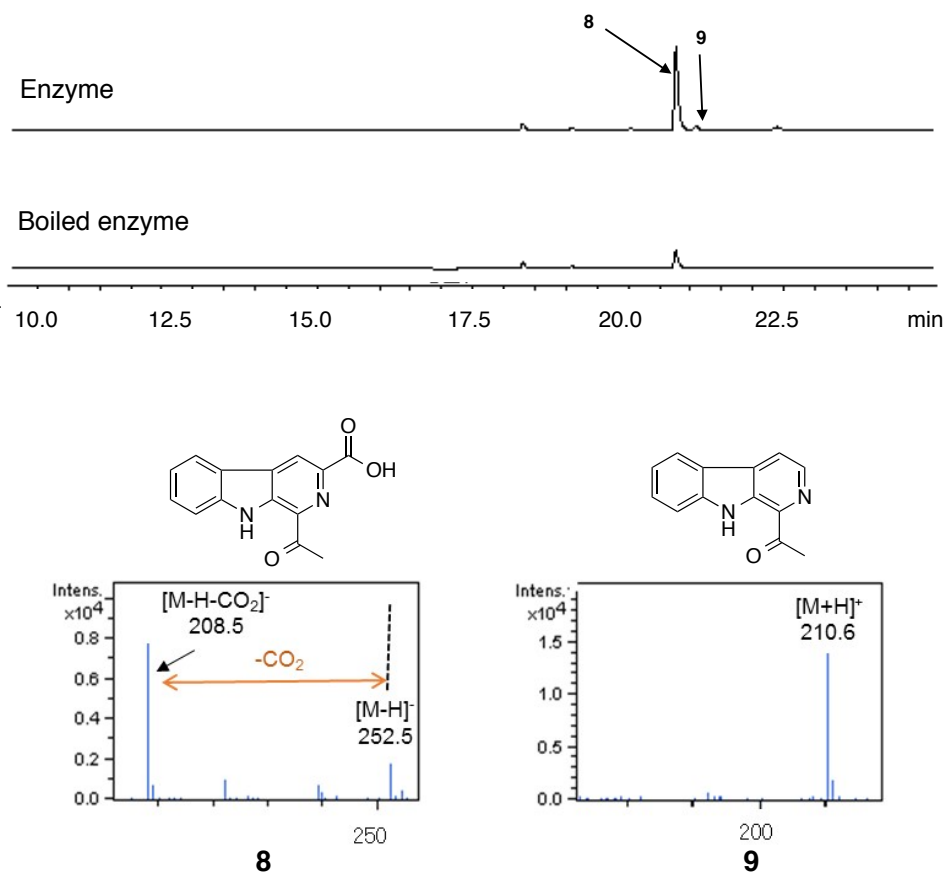 8
9
Enzyme
Boiled enzyme
10.0 12.5 15.0 17.5 20.0 22.5 min
O
OH
N
N
H
O
N
N
H
O
Intens.
x10⁴
[M-H-CO₂]⁻
208.5
-CO₂
[M-H]⁻
252.5
0.8
0.6
0.4
0.2
0.0
250
8
Intens.
x10⁴
[M+H]⁺
210.6
1.5
1.0
0.5
0.0
200
9